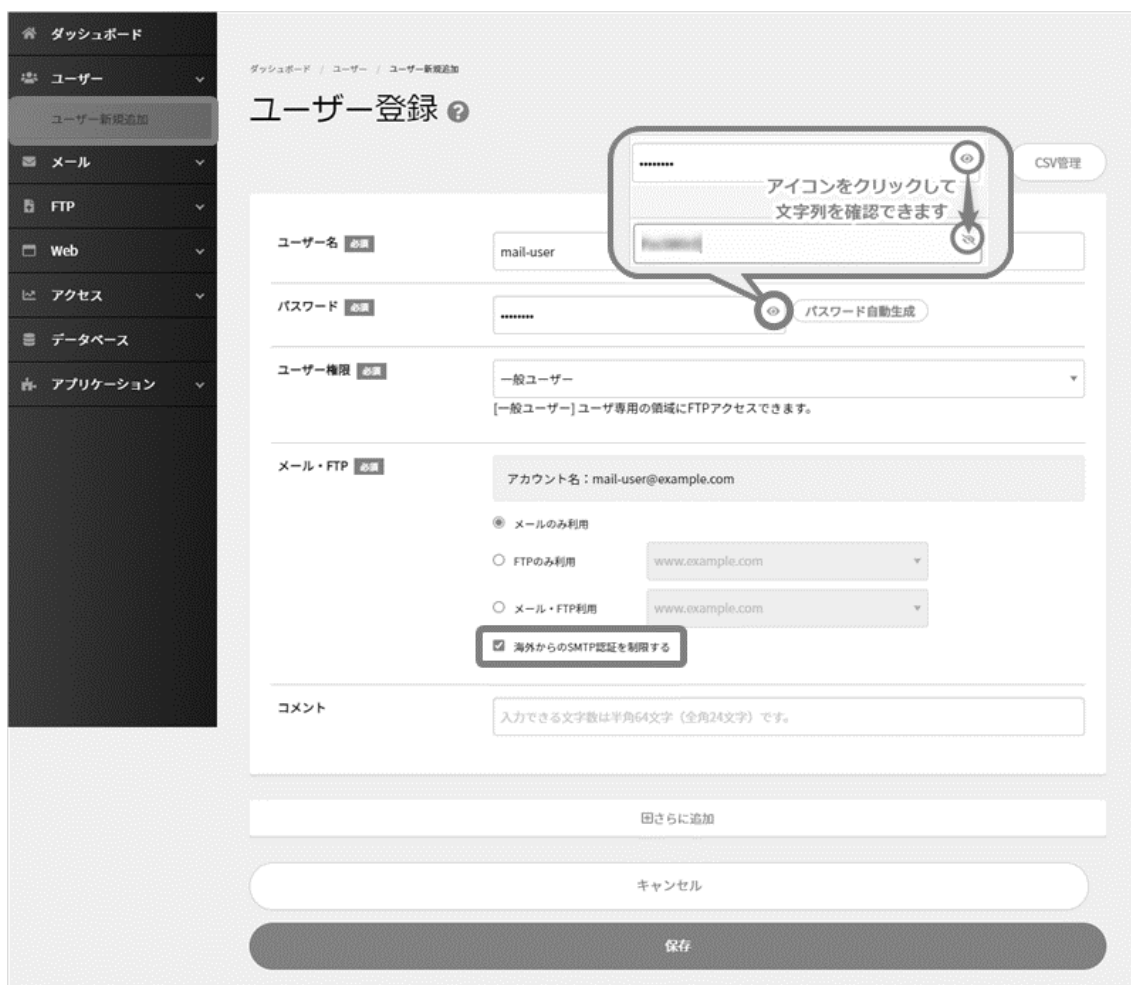 ダッシュボード
ユーザー
ユーザー新規追加
メール
FTP
Web
アクセス
データベース
アプリケーション
ダッシュボード / ユーザー / ユーザー新規追加
ユーザー登録 ?
CSV管理
••••••••
アイコンをクリックして
文字列を確認できます
ユーザー名 必須
mail-user
パスワード 必須
••••••••
パスワード自動生成
ユーザー権限 必須
一般ユーザー
[一般ユーザー] ユーザ専用の領域にFTPアクセスできます。
メール・FTP 必須
アカウント名：mail-user@example.com
メールのみ利用
FTPのみ利用 www.example.com
メール・FTP利用 www.example.com
海外からのSMTP認証を制限する
コメント
入力できる文字数は半角64文字（全角24文字）です。
さらに追加
キャンセル
保存